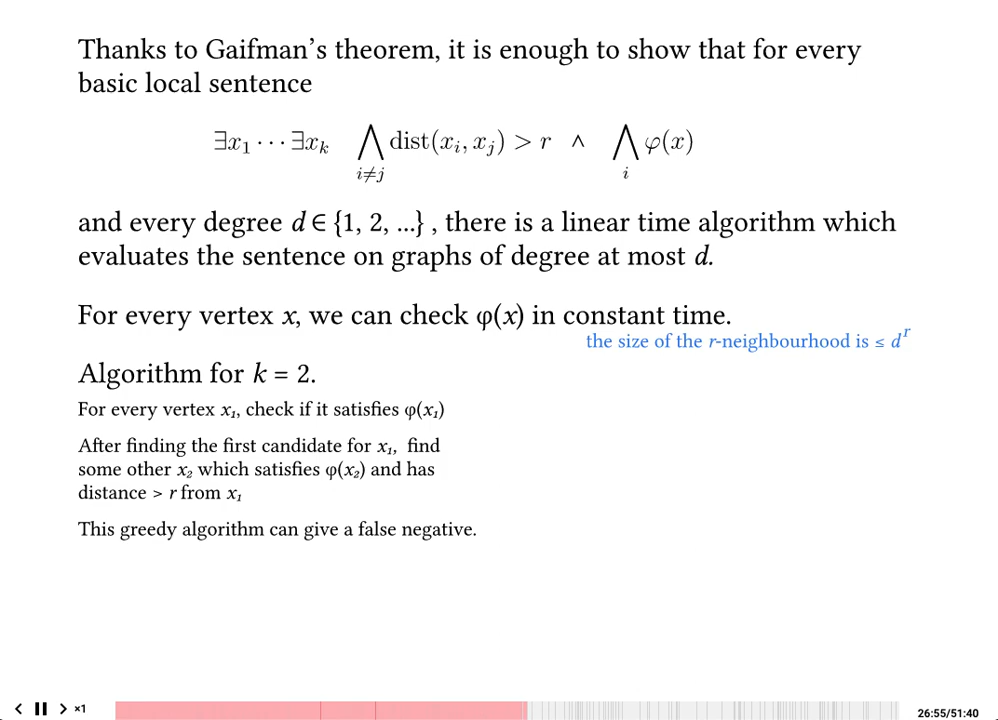 Thanks to Gaifman’s theorem, it is enough to show that for every
basic local sentence
∃x₁ ⋯ ∃xₖ ⋀_{i≠j} dist(xᵢ, xⱼ) > r ∧ ⋀_i φ(x)
and every degree d ∈ {1, 2, ...} , there is a linear time algorithm which
evaluates the sentence on graphs of degree at most d.
For every vertex x, we can check φ(x) in constant time.
the size of the r-neighbourhood is ≤ dʳ
Algorithm for k = 2.
For every vertex x₁, check if it satisfies φ(x₁)
After finding the first candidate for x₁, find
some other x₂ which satisfies φ(x₂) and has
distance > r from x₁
This greedy algorithm can give a false negative.
×1
26:55/51:40